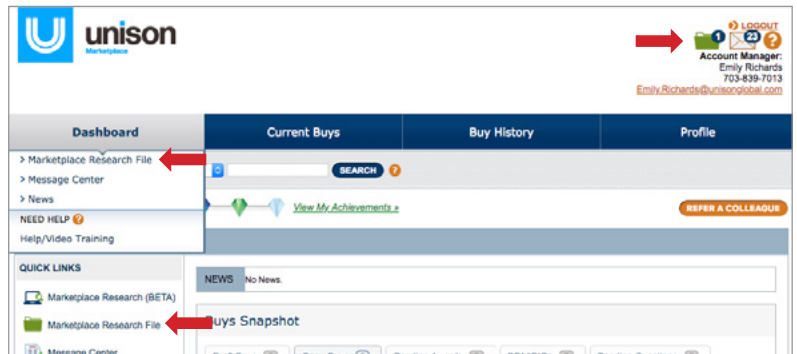 unison
Marketplace
LOGOUT
1 23
Account Manager:
Emily Richards
703-839-7013
Emily.Richards@unisonglobal.com
Dashboard Current Buys Buy History Profile
> Marketplace Research File
> Message Center
> News
NEED HELP ?
Help/Video Training
SEARCH ?
View My Achievements »
REFER A COLLEAGUE
QUICK LINKS
Marketplace Research (BETA)
Marketplace Research File
Message Center
NEWS No News.
Buys Snapshot